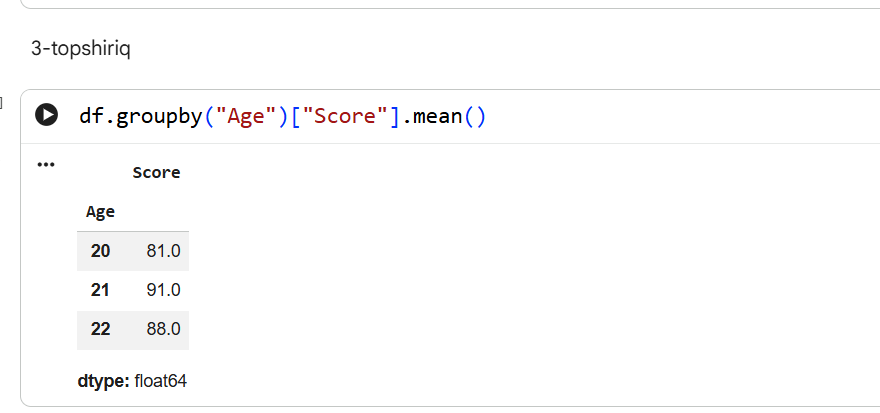 3-topshiriq
df.groupby("Age")["Score"].mean()
Score
Age
20 81.0
21 91.0
22 88.0
dtype: float64